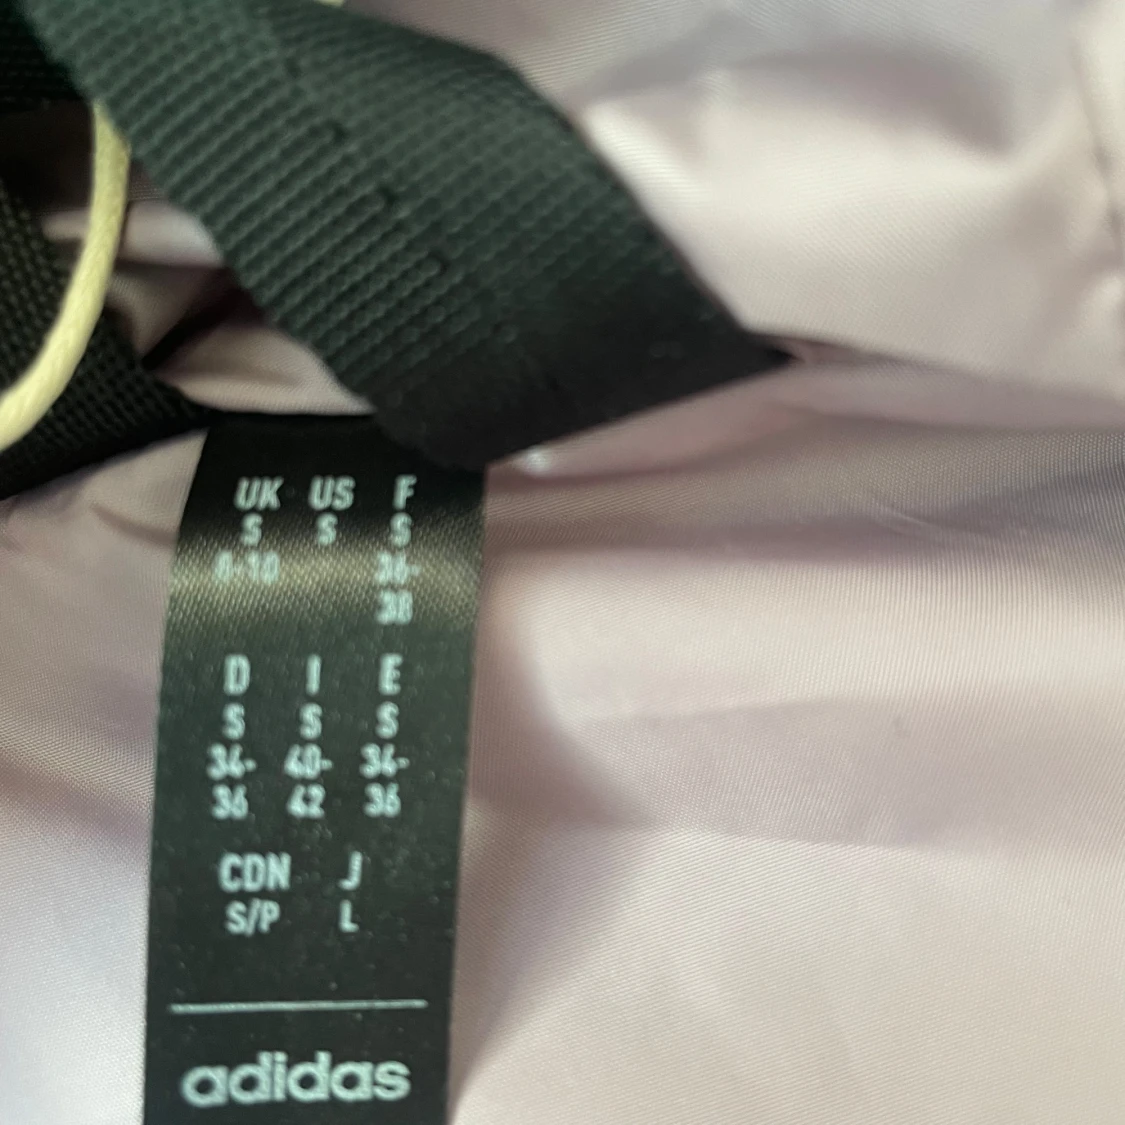 UK US F
S S S
8-10 36-
38
D I E
S S S
34- 40- 34-
36 42 36
CDN J
S/P L
adidas